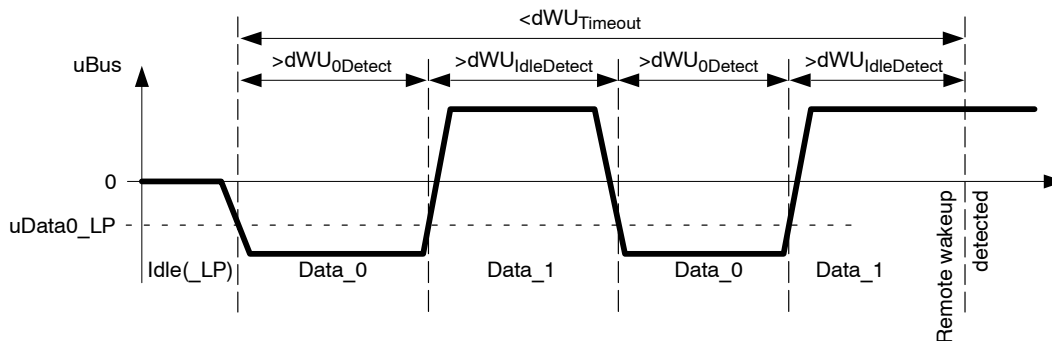 <dWUTimeout
uBus
>dWU0Detect >dWUIdleDetect >dWU0Detect >dWUIdleDetect
0
uData0_LP
Idle(_LP) Data_0 Data_1 Data_0 Data_1
Remote wakeup
detected